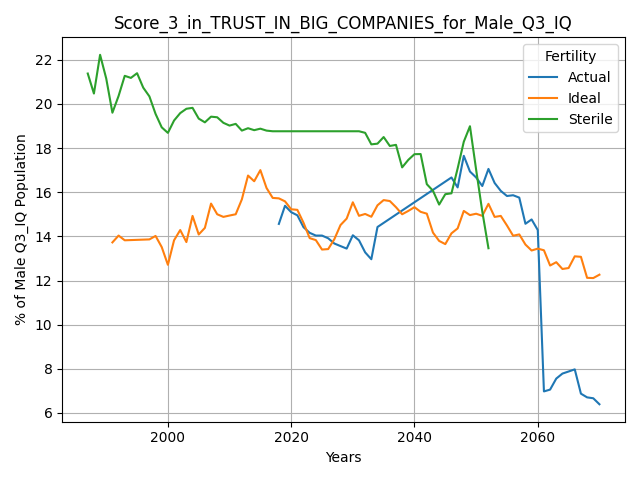 Score_3_in_TRUST_IN_BIG_COMPANIES_for_Male_Q3_IQ
Fertility
Actual
Ideal
Sterile
% of Male Q3_IQ Population
22
20
18
16
14
12
10
8
6
2000
2020
2040
2060
Years